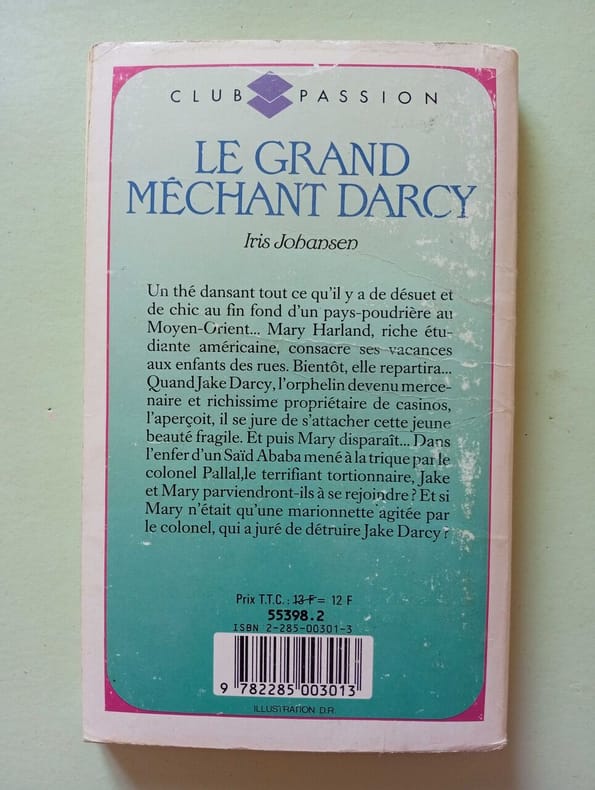 CLUB PASSION
LE GRAND
MÉCHANT DARCY
Iris Johansen
Un thé dansant tout ce qu'il y a de désuet et
de chic au fin fond d'un pays-poudrière au
Moyen-Orient... Mary Harland, riche étu-
diante américaine, consacre ses vacances
aux enfants des rues. Bientôt, elle repartira...
Quand Jake Darcy, l'orphelin devenu merce-
naire et richissime propriétaire de casinos,
l'aperçoit, il se jure de s'attacher cette jeune
beauté fragile. Et puis Mary disparaît... Dans
l'enfer d'un Saïd Ababa mené à la trique par le
colonel Pallal,le terrifiant tortionnaire, Jake
et Mary parviendront-ils à se rejoindre ? Et si
Mary n'était qu'une marionnette agitée par
le colonel, qui a juré de détruire Jake Darcy ?
Prix T.T.C. : 13 F = 12 F
55398.2
ISBN 2-285-00301-3
9 782285 003013
ILLUSTRATION D.R.